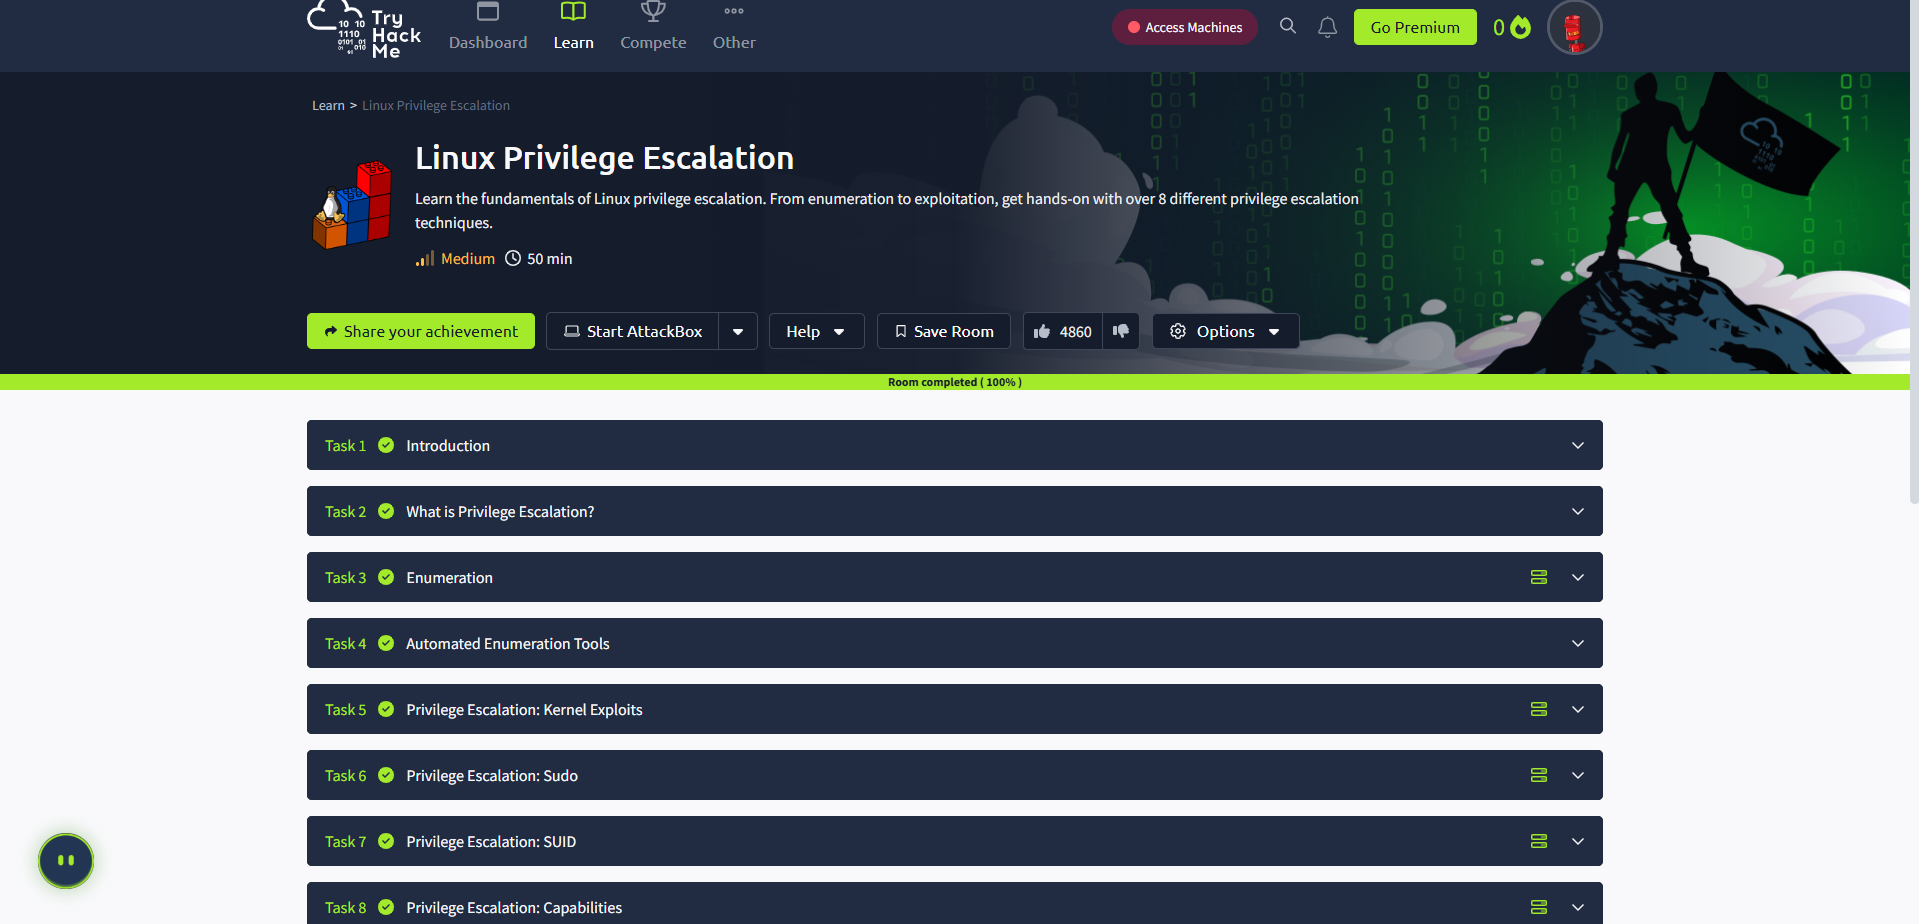 Try
Hack
Me
Dashboard
Learn
Compete
Other
Access Machines
Go Premium
0
Learn > Linux Privilege Escalation
Linux Privilege Escalation
Learn the fundamentals of Linux privilege escalation. From enumeration to exploitation, get hands-on with over 8 different privilege escalation
techniques.
Medium 50 min
Share your achievement
Start AttackBox
Help
Save Room
4860
Options
Room completed ( 100% )
Task 1 Introduction
Task 2 What is Privilege Escalation?
Task 3 Enumeration
Task 4 Automated Enumeration Tools
Task 5 Privilege Escalation: Kernel Exploits
Task 6 Privilege Escalation: Sudo
Task 7 Privilege Escalation: SUID
Task 8 Privilege Escalation: Capabilities